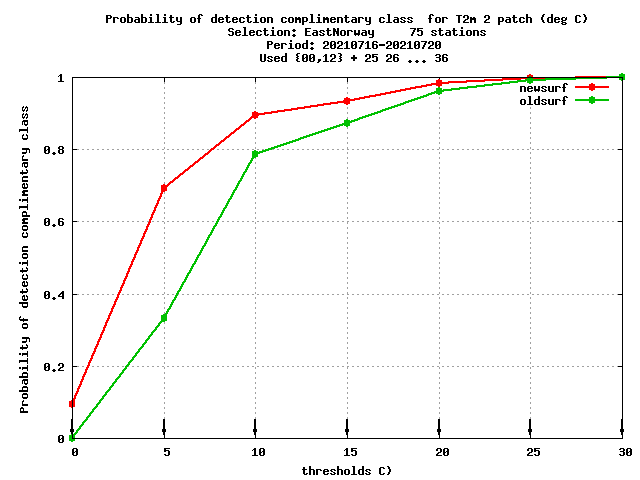 Probability of detection complimentary class  for T2m 2 patch (deg C)
Selection: EastNorway     75 stations
Period: 20210716-20210720
Used {00,12} + 25 26 ... 36
Probability of detection complimentary class
1
0.8
0.6
0.4
0.2
0
newsurf
oldsurf
0 5 10 15 20 25 30
thresholds C)